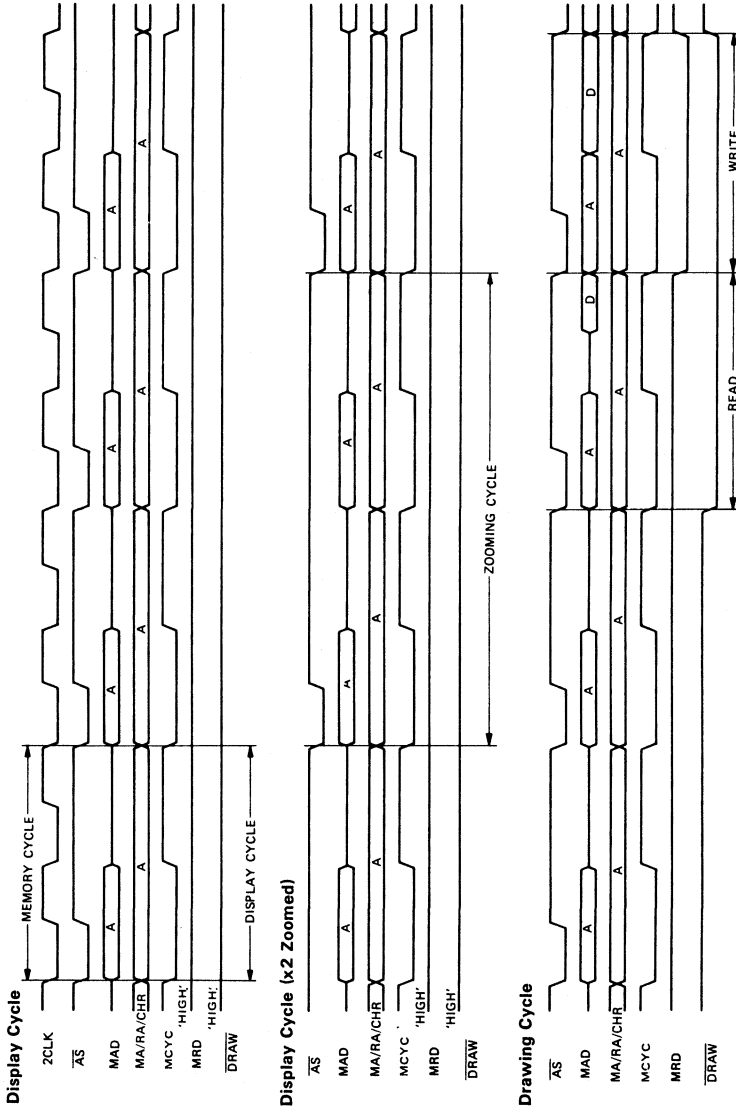 Display Cycle
MEMORY CYCLE
2CLK
AS
MAD A A A A
MA/RA/CHR A A A A
MCYC
'HIGH'
MRD
'HIGH'
DRAW
DISPLAY CYCLE
Display Cycle (x2 Zoomed)
AS
MAD A A A A
MA/RA/CHR A A A A
MCYC
'HIGH'
MRD
'HIGH'
DRAW
ZOOMING CYCLE
Drawing Cycle
AS
MAD A A A D A D
MA/RA/CHR A A A A
MCYC
MRD
DRAW
READ WRITE